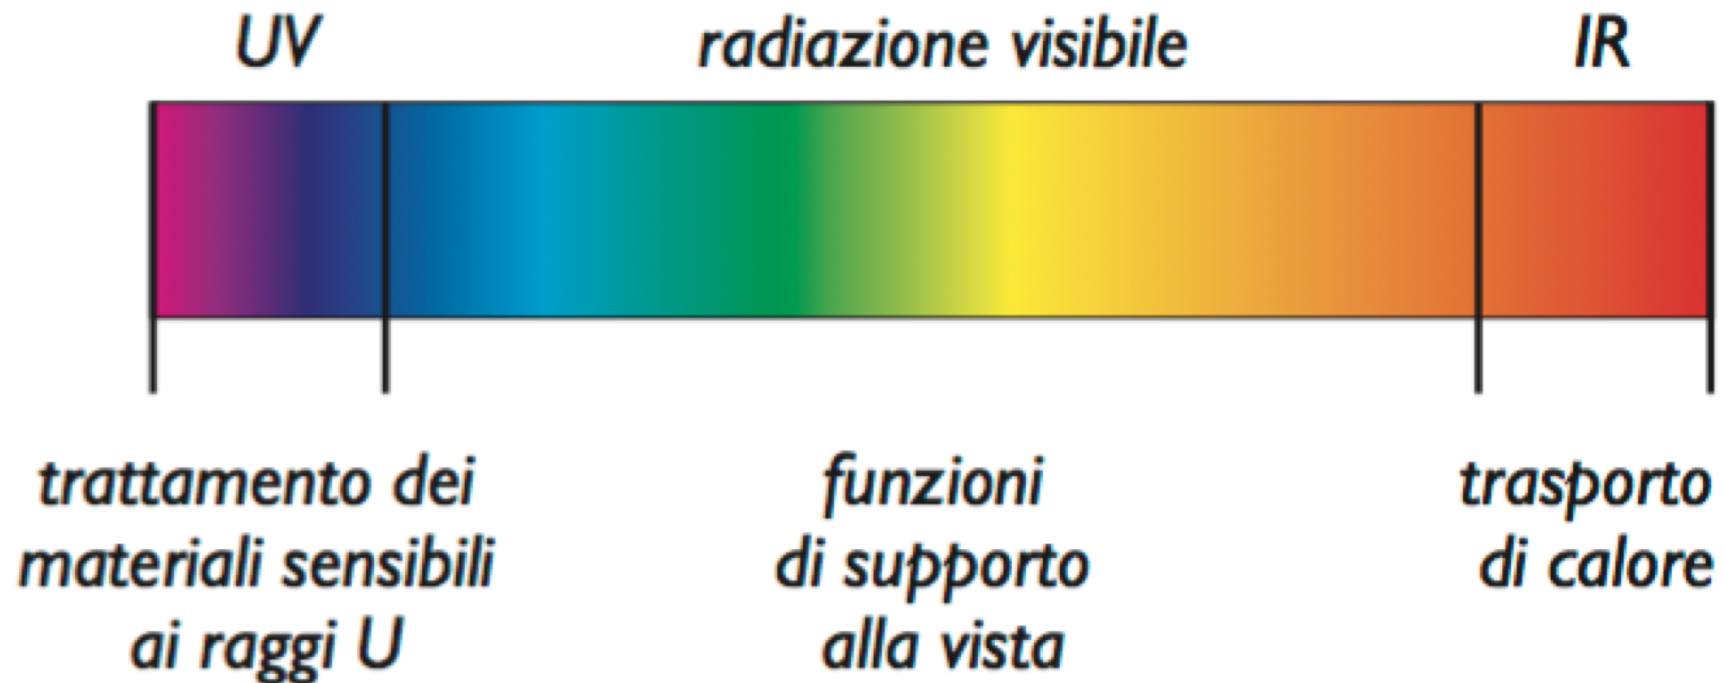 UV
radiazione visibile
IR
trattamento dei
materiali sensibili
ai raggi U
funzioni
di supporto
alla vista
trasporto
di calore